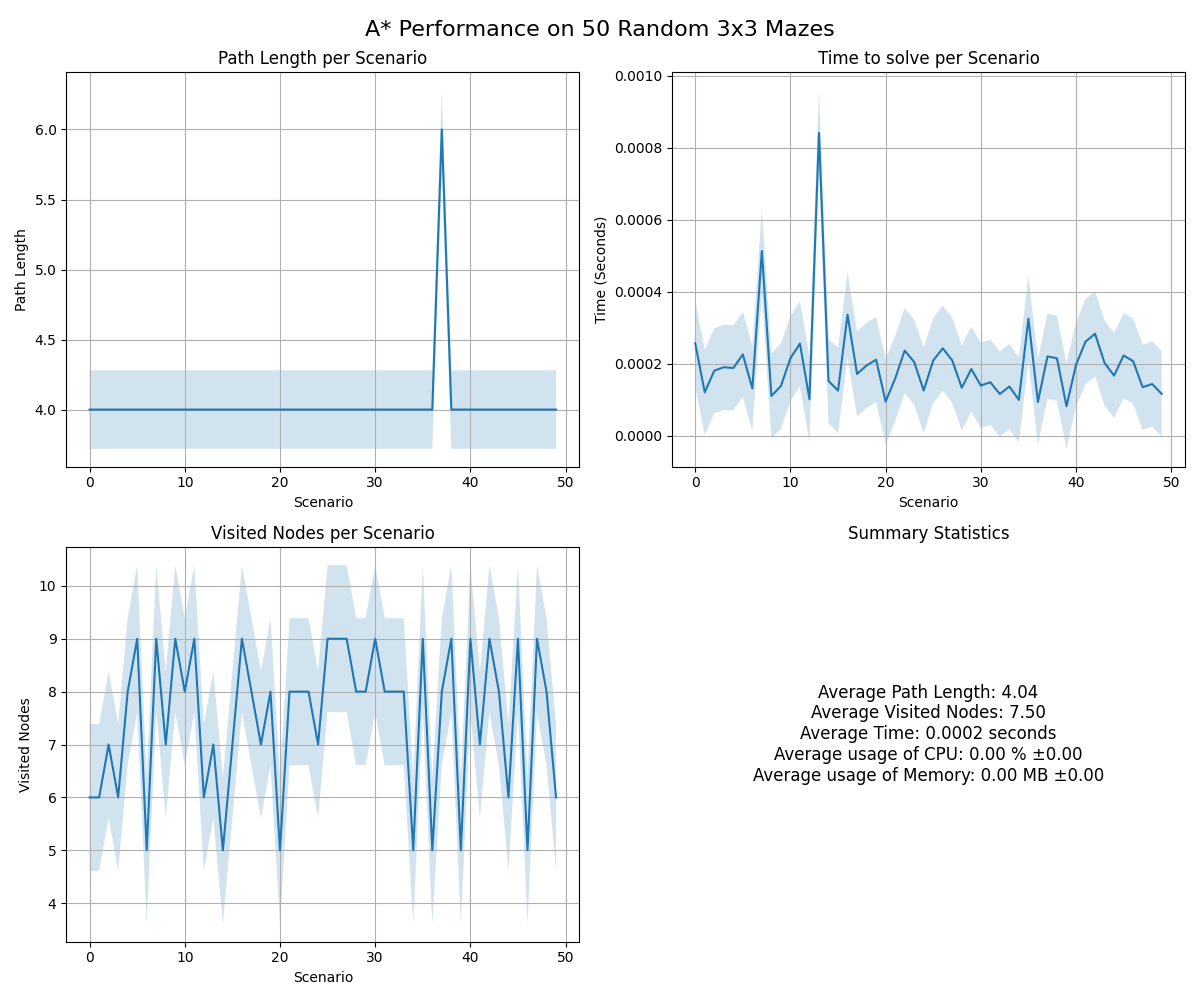 A* Performance on 50 Random 3x3 Mazes
Path Length per Scenario
Path Length
6.0
5.5
5.0
4.5
4.0
0 10 20 30 40 50
Scenario
Time to solve per Scenario
Time (Seconds)
0.0010
0.0008
0.0006
0.0004
0.0002
0.0000
0 10 20 30 40 50
Scenario
Visited Nodes per Scenario
Visited Nodes
10
9
8
7
6
5
4
0 10 20 30 40 50
Scenario
Summary Statistics
Average Path Length: 4.04
Average Visited Nodes: 7.50
Average Time: 0.0002 seconds
Average usage of CPU: 0.00 % ±0.00
Average usage of Memory: 0.00 MB ±0.00